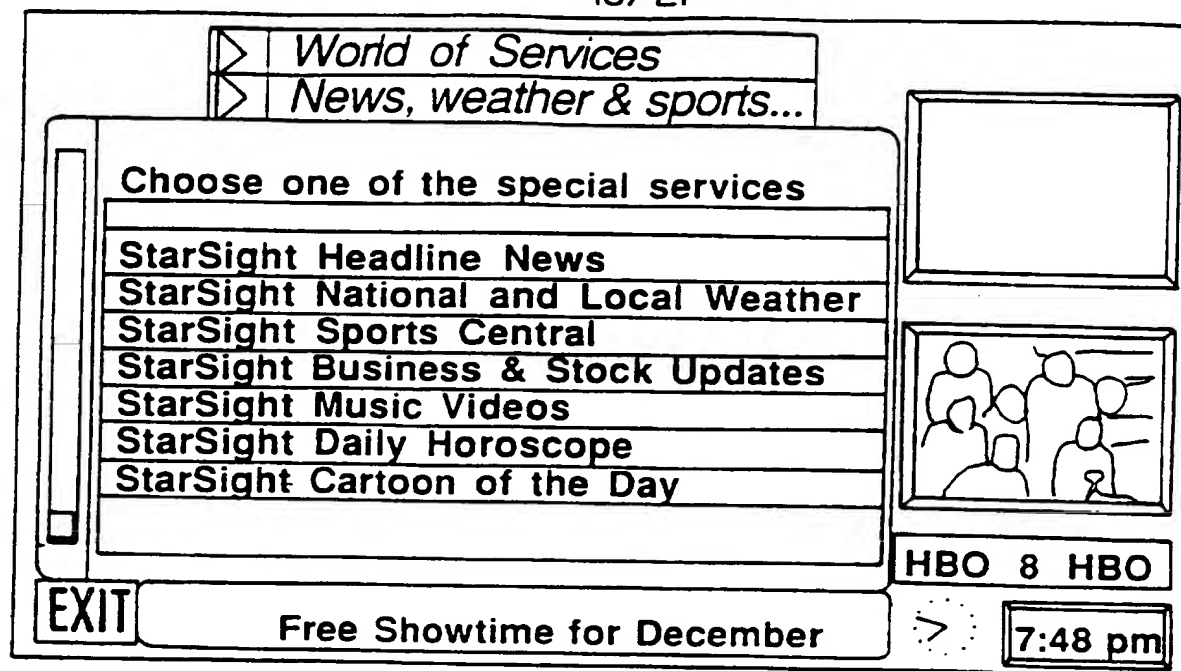 World of Services
News, weather & sports...
Choose one of the special services
StarSight Headline News
StarSight National and Local Weather
StarSight Sports Central
StarSight Business & Stock Updates
StarSight Music Videos
StarSight Daily Horoscope
StarSight Cartoon of the Day
HBO 8 HBO
EXIT
Free Showtime for December
7:48 pm